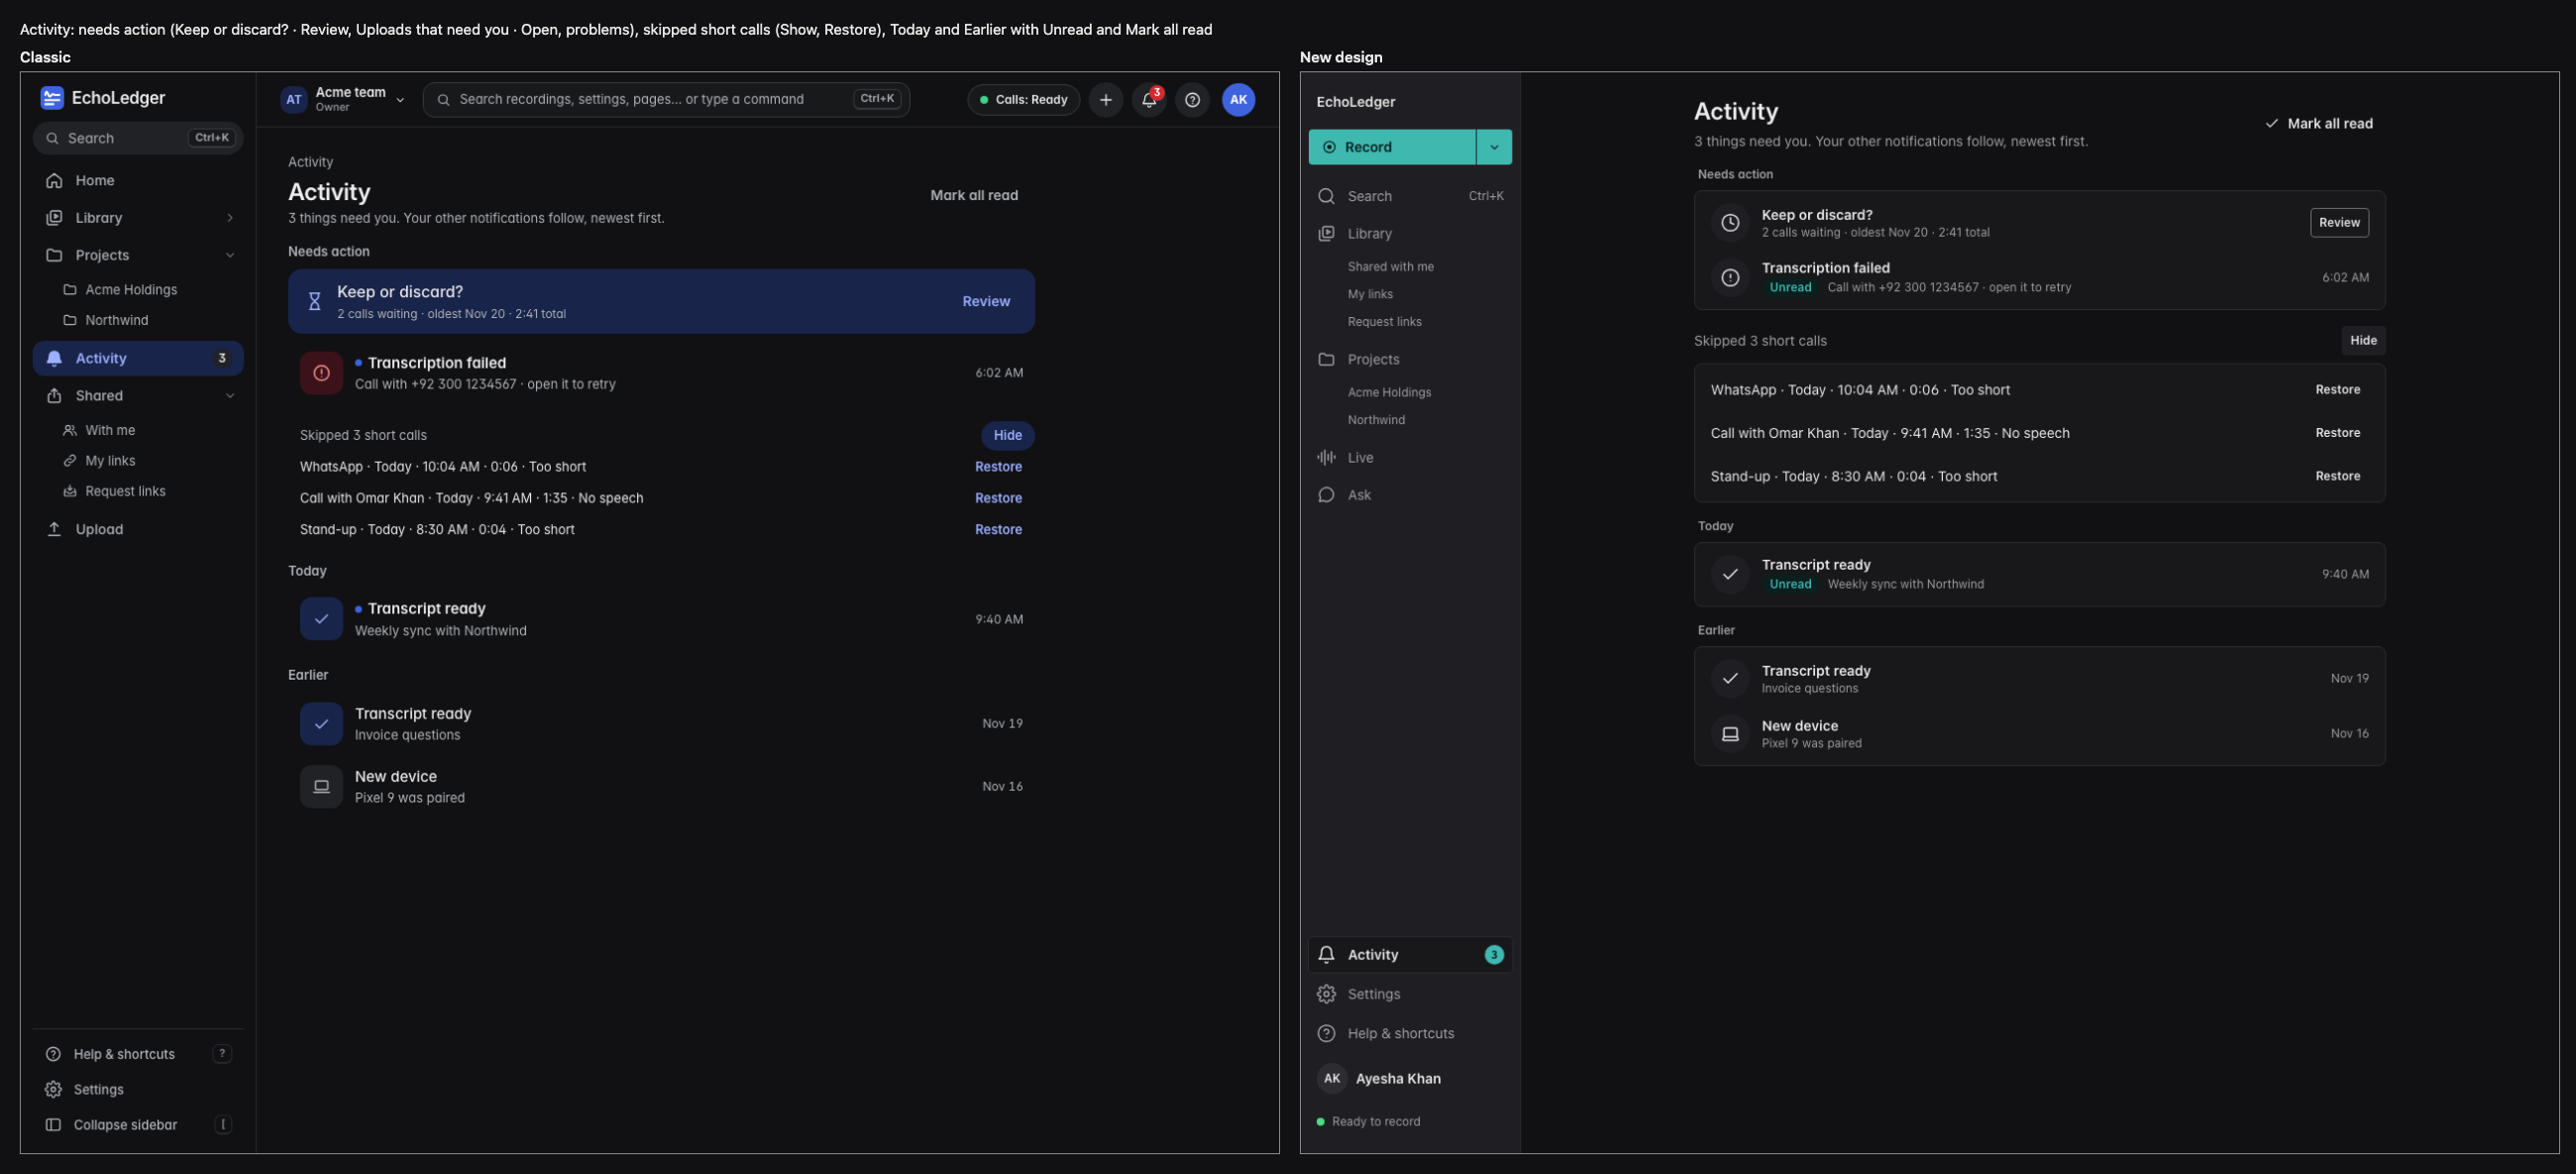 Activity: needs action (Keep or discard? · Review, Uploads that need you · Open, problems), skipped short calls (Show, Restore), Today and Earlier with Unread and Mark all read
Classic
EchoLedger
Search Ctrl+K
Home
Library
Projects
Acme Holdings
Northwind
Activity 3
Shared
With me
My links
Request links
Upload
Help & shortcuts ?
Settings
Collapse sidebar [
AT Acme team
Owner
Search recordings, settings, pages... or type a command Ctrl+K
Calls: Ready
3
AK
Activity
Activity
Mark all read
3 things need you. Your other notifications follow, newest first.
Needs action
Keep or discard?
2 calls waiting · oldest Nov 20 · 2:41 total
Review
Transcription failed
Call with +92 300 1234567 · open it to retry
6:02 AM
Skipped 3 short calls Hide
WhatsApp · Today · 10:04 AM · 0:06 · Too short Restore
Call with Omar Khan · Today · 9:41 AM · 1:35 · No speech Restore
Stand-up · Today · 8:30 AM · 0:04 · Too short Restore
Today
Transcript ready
Weekly sync with Northwind
9:40 AM
Earlier
Transcript ready
Invoice questions
Nov 19
New device
Pixel 9 was paired
Nov 16
New design
EchoLedger
Record
Search Ctrl+K
Library
Shared with me
My links
Request links
Projects
Acme Holdings
Northwind
Live
Ask
Activity 3
Settings
Help & shortcuts
AK Ayesha Khan
Ready to record
Activity
3 things need you. Your other notifications follow, newest first.
Mark all read
Needs action
Keep or discard?
2 calls waiting · oldest Nov 20 · 2:41 total
Review
Transcription failed
Unread Call with +92 300 1234567 · open it to retry
6:02 AM
Skipped 3 short calls Hide
WhatsApp · Today · 10:04 AM · 0:06 · Too short Restore
Call with Omar Khan · Today · 9:41 AM · 1:35 · No speech Restore
Stand-up · Today · 8:30 AM · 0:04 · Too short Restore
Today
Transcript ready
Unread Weekly sync with Northwind
9:40 AM
Earlier
Transcript ready
Invoice questions
Nov 19
New device
Pixel 9 was paired
Nov 16